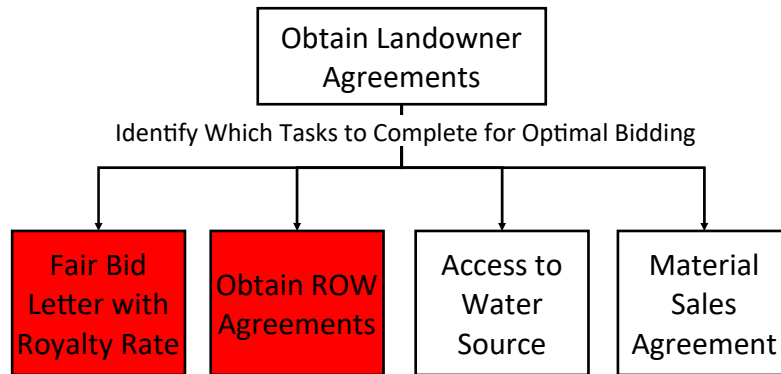 Obtain Landowner
Agreements
Identify Which Tasks to Complete for Optimal Bidding
Fair Bid
Letter with
Royalty Rate
Obtain ROW
Agreements
Access to
Water
Source
Material
Sales
Agreement